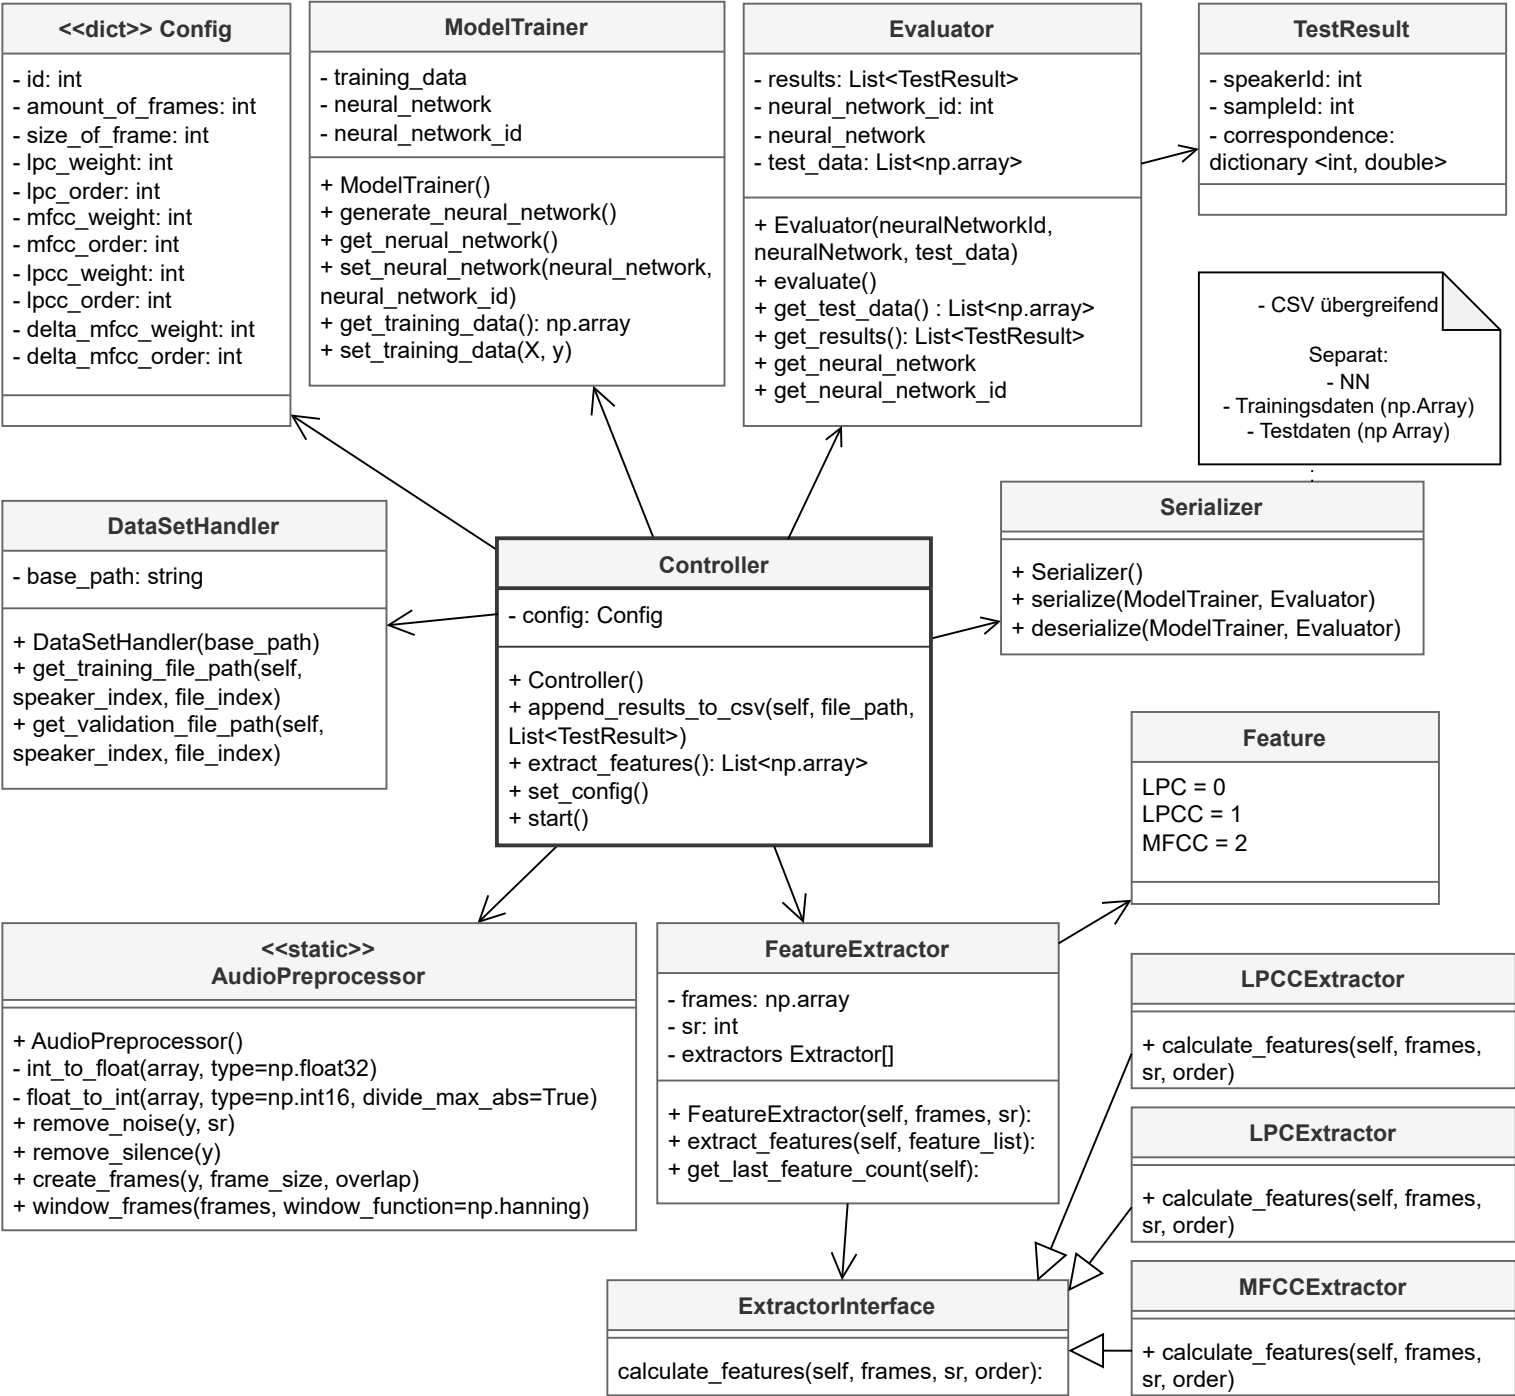 <<dict>> Config
- id: int
- amount_of_frames: int
- size_of_frame: int
- lpc_weight: int
- lpc_order: int
- mfcc_weight: int
- mfcc_order: int
- lpcc_weight: int
- lpcc_order: int
- delta_mfcc_weight: int
- delta_mfcc_order: int
ModelTrainer
- training_data
- neural_network
- neural_network_id
+ ModelTrainer()
+ generate_neural_network()
+ get_nerual_network()
+ set_neural_network(neural_network,
neural_network_id)
+ get_training_data(): np.array
+ set_training_data(X, y)
Evaluator
- results: List<TestResult>
- neural_network_id: int
- neural_network
- test_data: List<np.array>
+ Evaluator(neuralNetworkId,
neuralNetwork, test_data)
+ evaluate()
+ get_test_data() : List<np.array>
+ get_results(): List<TestResult>
+ get_neural_network
+ get_neural_network_id
TestResult
- speakerId: int
- sampleId: int
- correspondence:
dictionary <int, double>
- CSV übergreifend
Separat:
- NN
- Trainingsdaten (np.Array)
- Testdaten (np Array)
DataSetHandler
- base_path: string
+ DataSetHandler(base_path)
+ get_training_file_path(self,
speaker_index, file_index)
+ get_validation_file_path(self,
speaker_index, file_index)
Controller
- config: Config
+ Controller()
+ append_results_to_csv(self, file_path,
List<TestResult>)
+ extract_features(): List<np.array>
+ set_config()
+ start()
Serializer
+ Serializer()
+ serialize(ModelTrainer, Evaluator)
+ deserialize(ModelTrainer, Evaluator)
Feature
LPC = 0
LPCC = 1
MFCC = 2
<<static>>
AudioPreprocessor
+ AudioPreprocessor()
- int_to_float(array, type=np.float32)
- float_to_int(array, type=np.int16, divide_max_abs=True)
+ remove_noise(y, sr)
+ remove_silence(y)
+ create_frames(y, frame_size, overlap)
+ window_frames(frames, window_function=np.hanning)
FeatureExtractor
- frames: np.array
- sr: int
- extractors Extractor[]
+ FeatureExtractor(self, frames, sr):
+ extract_features(self, feature_list):
+ get_last_feature_count(self):
LPCCExtractor
+ calculate_features(self, frames,
sr, order)
LPCExtractor
+ calculate_features(self, frames,
sr, order)
MFCCExtractor
+ calculate_features(self, frames,
sr, order)
ExtractorInterface
calculate_features(self, frames, sr, order):